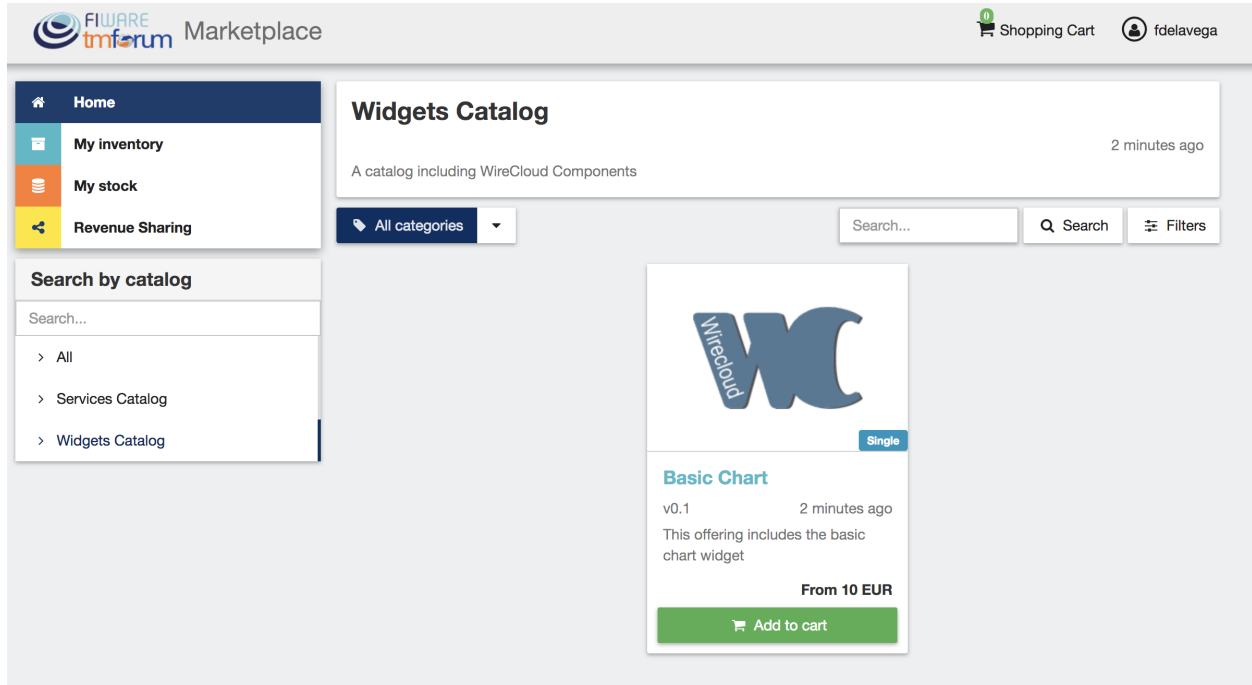 FIWARE
tmforum
Marketplace
0
Shopping Cart
fdelavega
Home
My inventory
My stock
Revenue Sharing
Search by catalog
Search...
All
Services Catalog
Widgets Catalog
Widgets Catalog
2 minutes ago
A catalog including WireCloud Components
All categories
Search...
Search
Filters
WC
Wirecloud
Single
Basic Chart
v0.1 2 minutes ago
This offering includes the basic
chart widget
From 10 EUR
Add to cart